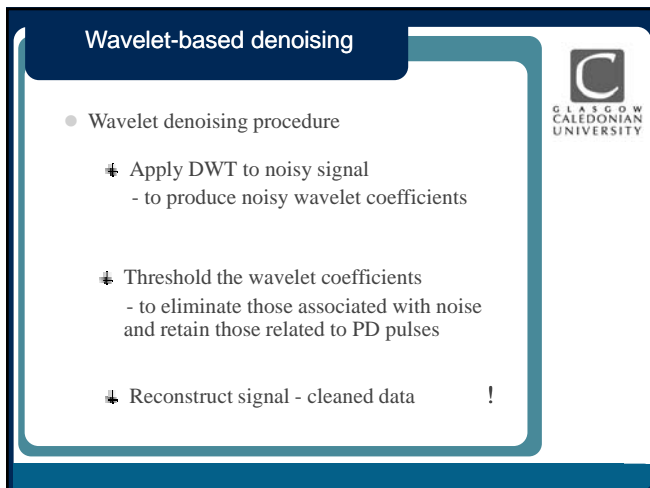 Wavelet-based denoising
GLASGOW
CALEDONIAN
UNIVERSITY
Wavelet denoising procedure
Apply DWT to noisy signal
- to produce noisy wavelet coefficients
Threshold the wavelet coefficients
- to eliminate those associated with noise
and retain those related to PD pulses
Reconstruct signal - cleaned data !